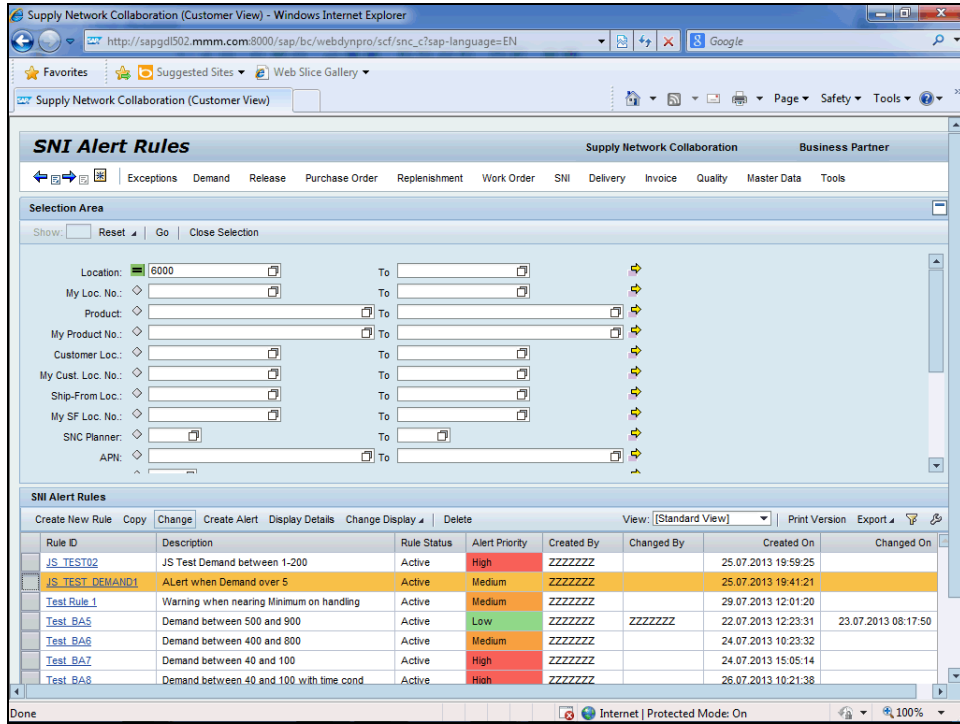 Supply Network Collaboration (Customer View) - Windows Internet Explorer
http://sapgdl502.mmm.com:8000/sap/bc/webdynpro/scf/snc_c?sap-language=EN
Google
Favorites Suggested Sites Web Slice Gallery
Supply Network Collaboration (Customer View) Page Safety Tools
SNI Alert Rules Supply Network Collaboration Business Partner
Exceptions Demand Release Purchase Order Replenishment Work Order SNI Delivery Invoice Quality Master Data Tools
Selection Area
Show: Reset Go Close Selection
Location: 6000 To
My Loc. No.: To
Product: To
My Product No.: To
Customer Loc.: To
My Cust. Loc. No.: To
Ship-From Loc.: To
My SF Loc. No.: To
SNC Planner: To
APN: To
SNI Alert Rules
Create New Rule Copy Change Create Alert Display Details Change Display Delete View: [Standard View] Print Version Export
Rule ID Description Rule Status Alert Priority Created By Changed By Created On Changed On
JS_TEST02 JS Test Demand between 1-200 Active High ZZZZZZZ 25.07.2013 19:59:25
JS_TEST_DEMAND1 ALert when Demand over 5 Active Medium ZZZZZZZ 25.07.2013 19:41:21
Test Rule 1 Warning when nearing Minimum on handling Active Medium ZZZZZZZ 29.07.2013 12:01:20
Test_BA5 Demand between 500 and 900 Active Low ZZZZZZZ ZZZZZZZ 22.07.2013 12:23:31 23.07.2013 08:17:50
Test_BA6 Demand between 400 and 800 Active Medium ZZZZZZZ 24.07.2013 10:23:32
Test_BA7 Demand between 40 and 100 Active High ZZZZZZZ 24.07.2013 15:05:14
Test_BA8 Demand between 40 and 100 with time cond Active High ZZZZZZZ 26.07.2013 10:21:38
Done Internet | Protected Mode: On 100%